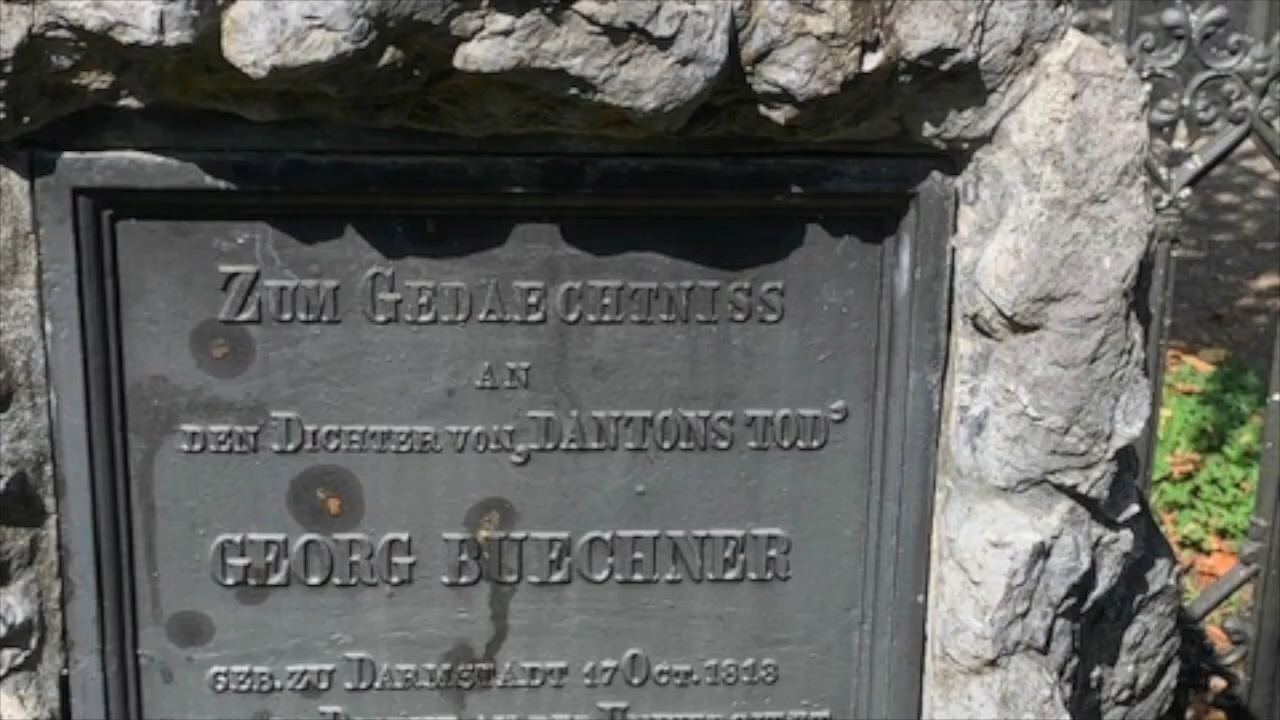 ZUM GEDAECHTNISS
AN
DEN DICHTER VON „DANTONS TOD”
GEORG BUECHNER
GEB. ZU DARMSTADT 17 OCT. 1813